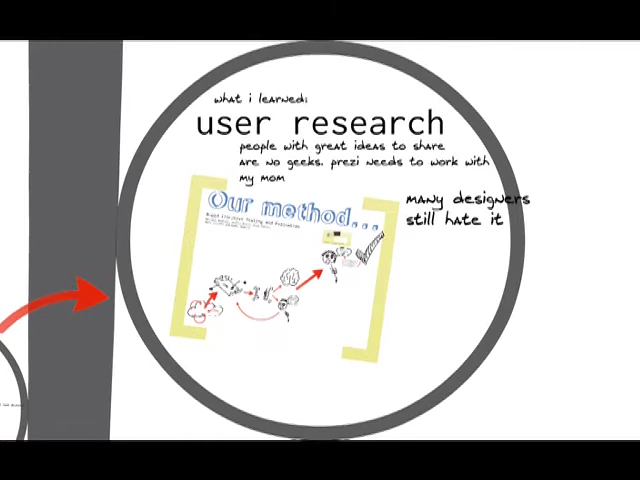 what i learned:
user research
people with great ideas to share
are no geeks. prezi needs to work with
my mom
many designers
still hate it
Our method...